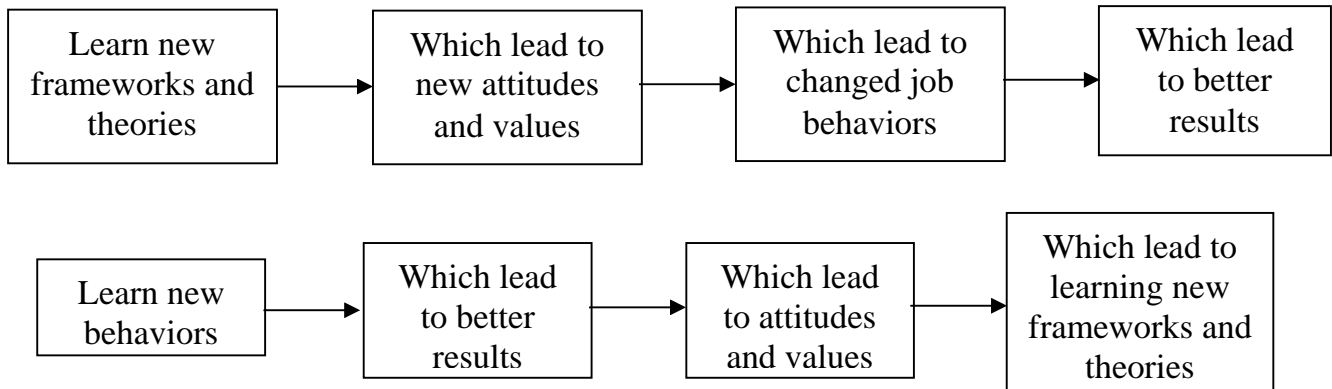 Learn new
frameworks and
theories
Which lead to
new attitudes
and values
Which lead to
changed job
behaviors
Which lead
to better
results
Learn new
behaviors
Which lead
to better
results
Which lead
to attitudes
and values
Which lead to
learning new
frameworks and
theories